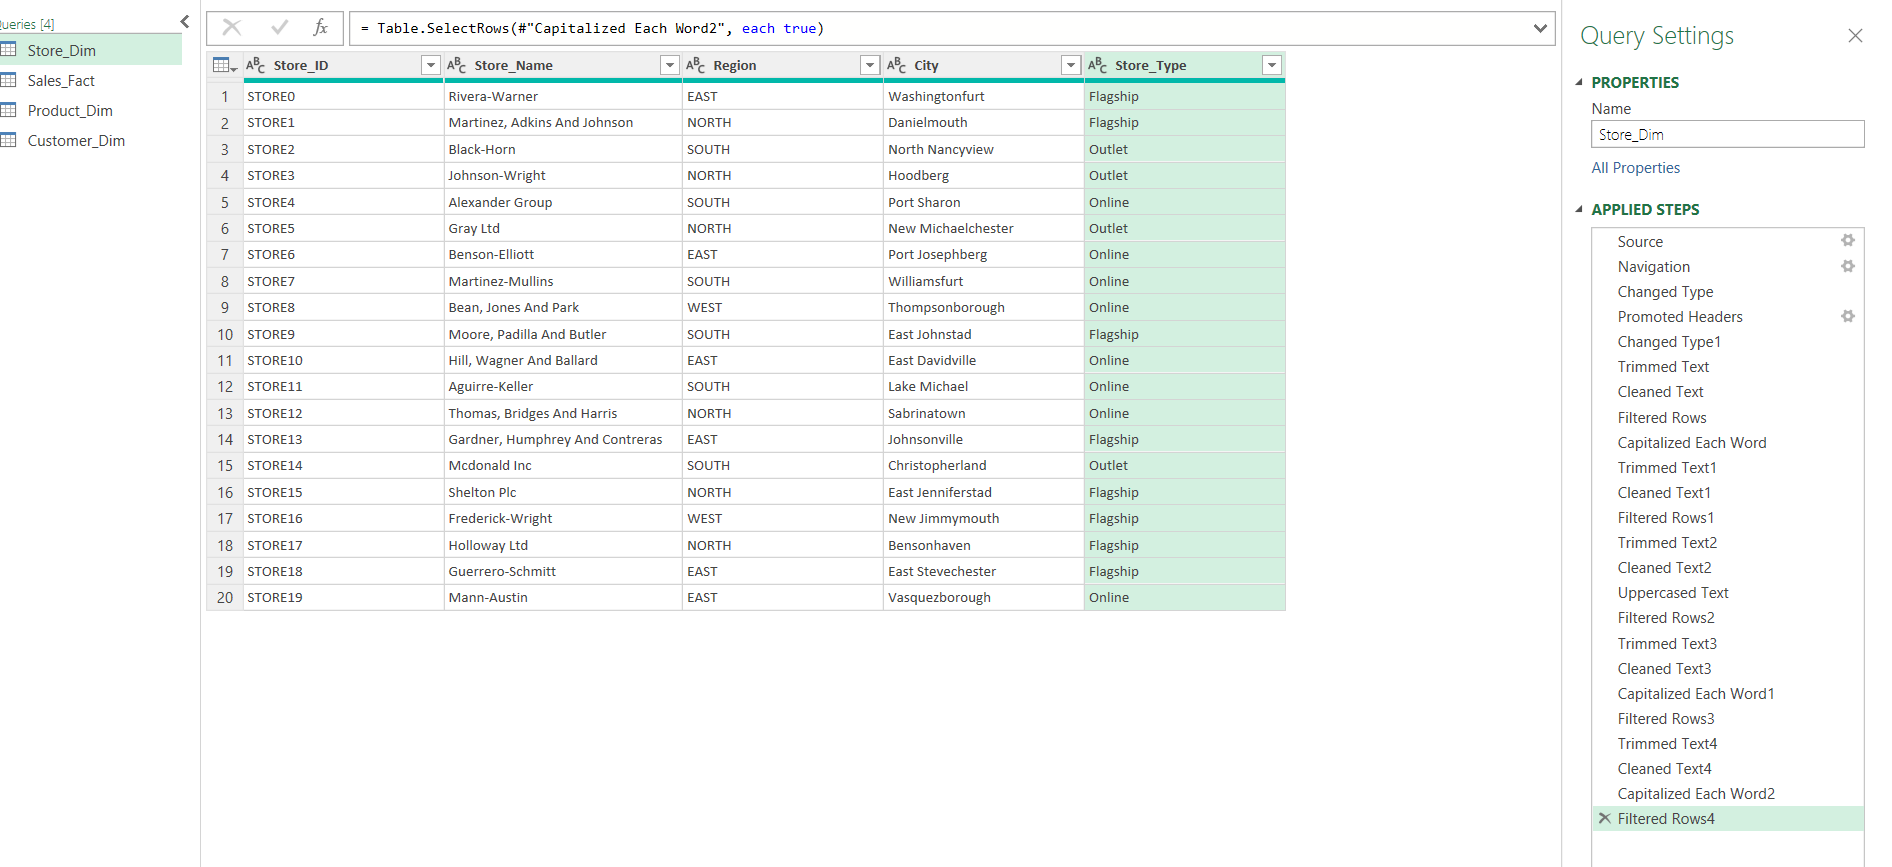 Queries [4]
Store_Dim
Sales_Fact
Product_Dim
Customer_Dim
fx
= Table.SelectRows(#"Capitalized Each Word2", each true)
ABC Store_ID ABC Store_Name ABC Region ABC City ABC Store_Type
1 STORE0 Rivera-Warner EAST Washingtonfurt Flagship
2 STORE1 Martinez, Adkins And Johnson NORTH Danielmouth Flagship
3 STORE2 Black-Horn SOUTH North Nancyview Outlet
4 STORE3 Johnson-Wright NORTH Hoodberg Outlet
5 STORE4 Alexander Group SOUTH Port Sharon Online
6 STORE5 Gray Ltd NORTH New Michaelchester Outlet
7 STORE6 Benson-Elliott EAST Port Josephberg Online
8 STORE7 Martinez-Mullins SOUTH Williamsfurt Online
9 STORE8 Bean, Jones And Park WEST Thompsonborough Online
10 STORE9 Moore, Padilla And Butler SOUTH East Johnstad Flagship
11 STORE10 Hill, Wagner And Ballard EAST East Davidville Online
12 STORE11 Aguirre-Keller SOUTH Lake Michael Online
13 STORE12 Thomas, Bridges And Harris NORTH Sabrinatown Online
14 STORE13 Gardner, Humphrey And Contreras EAST Johnsonville Flagship
15 STORE14 Mcdonald Inc SOUTH Christopherland Outlet
16 STORE15 Shelton Plc NORTH East Jenniferstad Flagship
17 STORE16 Frederick-Wright WEST New Jimmymouth Flagship
18 STORE17 Holloway Ltd NORTH Bensonhaven Flagship
19 STORE18 Guerrero-Schmitt EAST East Stevechester Flagship
20 STORE19 Mann-Austin EAST Vasquezborough Online
Query Settings
PROPERTIES
Name
Store_Dim
All Properties
APPLIED STEPS
Source
Navigation
Changed Type
Promoted Headers
Changed Type1
Trimmed Text
Cleaned Text
Filtered Rows
Capitalized Each Word
Trimmed Text1
Cleaned Text1
Filtered Rows1
Trimmed Text2
Cleaned Text2
Uppercased Text
Filtered Rows2
Trimmed Text3
Cleaned Text3
Capitalized Each Word1
Filtered Rows3
Trimmed Text4
Cleaned Text4
Capitalized Each Word2
Filtered Rows4